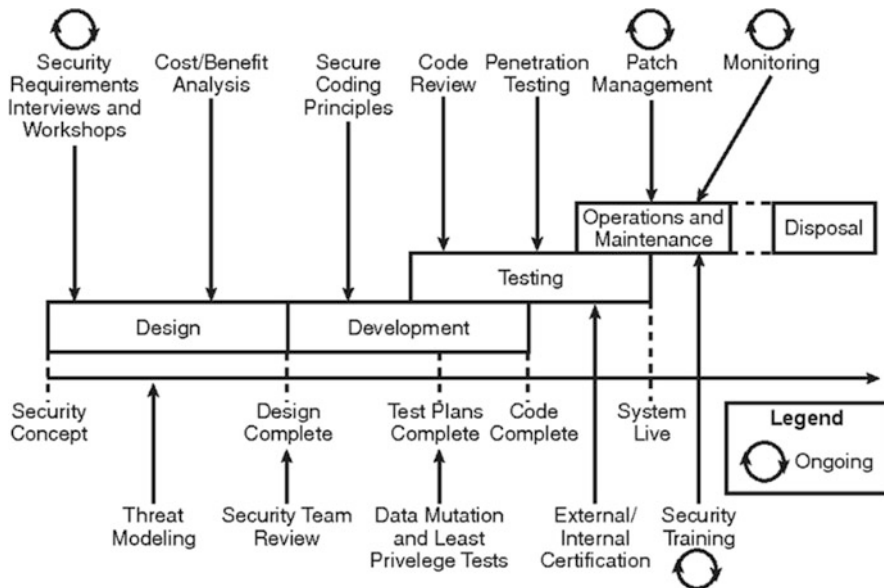 Security
Requirements
Interviews and
Workshops
Cost/Benefit
Analysis
Secure
Coding
Principles
Code
Review
Penetration
Testing
Patch
Management
Monitoring
Operations and
Maintenance
Disposal
Testing
Design
Development
Security
Concept
Design
Complete
Test Plans
Complete
Code
Complete
System
Live
Legend
Ongoing
Threat
Modeling
Security Team
Review
Data Mutation
and Least
Privelege Tests
External/
Internal
Certification
Security
Training